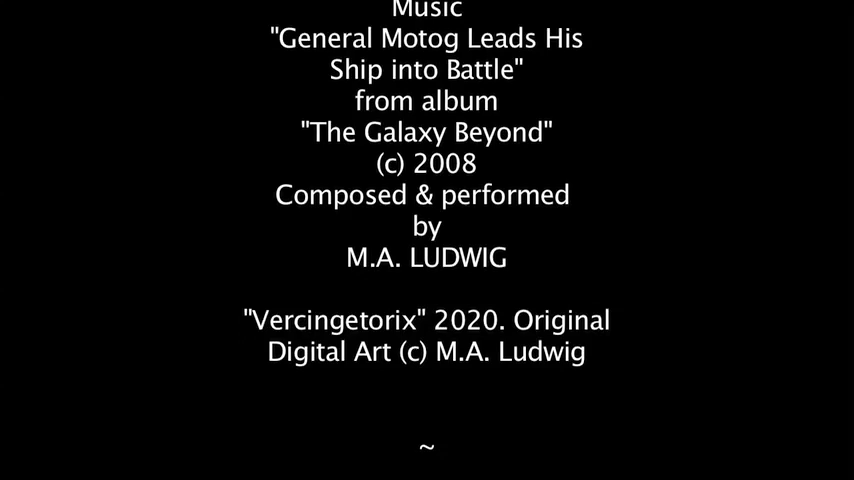 Music
"General Motog Leads His
Ship into Battle"
from album
"The Galaxy Beyond"
(c) 2008
Composed & performed
by
M.A. LUDWIG
"Vercingetorix" 2020. Original
Digital Art (c) M.A. Ludwig
~